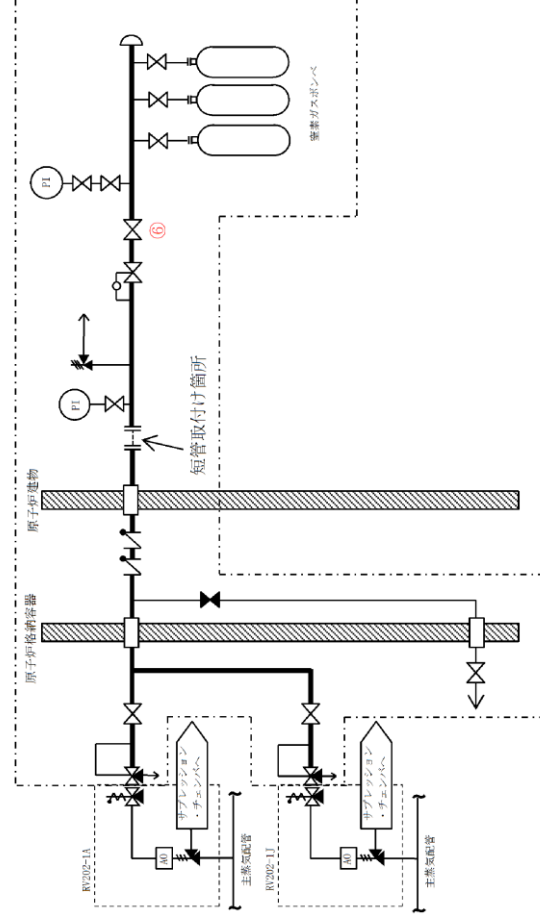 PI
窒素ガスボンベ
⑥
PI
短管取付け箇所
原子炉建物
原子炉格納容器
RV202-1A
AO
サプレッション
・チェンバへ
主蒸気配管
RV202-1J
AO
サプレッション
・チェンバへ
主蒸気配管